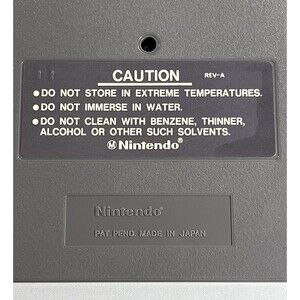 11
CAUTION REV-A
•DO NOT STORE IN EXTREME TEMPERATURES.
•DO NOT IMMERSE IN WATER.
•DO NOT CLEAN WITH BENZENE, THINNER,
ALCOHOL OR OTHER SUCH SOLVENTS.
Ⓜ Nintendo®
Nintendo®
PAT. PEND. MADE IN JAPAN